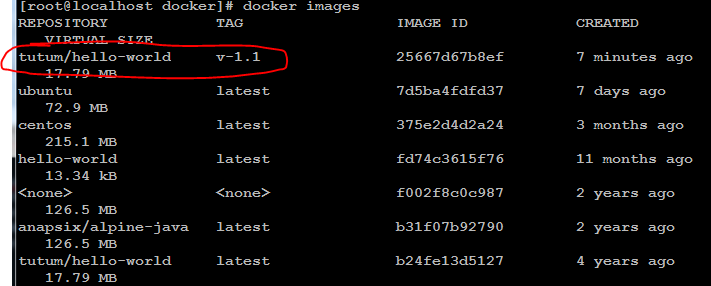 [root@localhost docker]# docker images
REPOSITORY TAG IMAGE ID CREATED
VIRTUAL SIZE
tutum/hello-world v-1.1 25667d67b8ef 7 minutes ago
17.79 MB
ubuntu latest 7d5ba4fdfd37 7 days ago
72.9 MB
centos latest 375e2d4d2a24 3 months ago
215.1 MB
hello-world latest fd74c3615f76 11 months ago
13.34 kB
<none> <none> f002f8c0c987 2 years ago
126.5 MB
anapsix/alpine-java latest b31f07b92790 2 years ago
126.5 MB
tutum/hello-world latest b24fe13d5127 4 years ago
17.79 MB